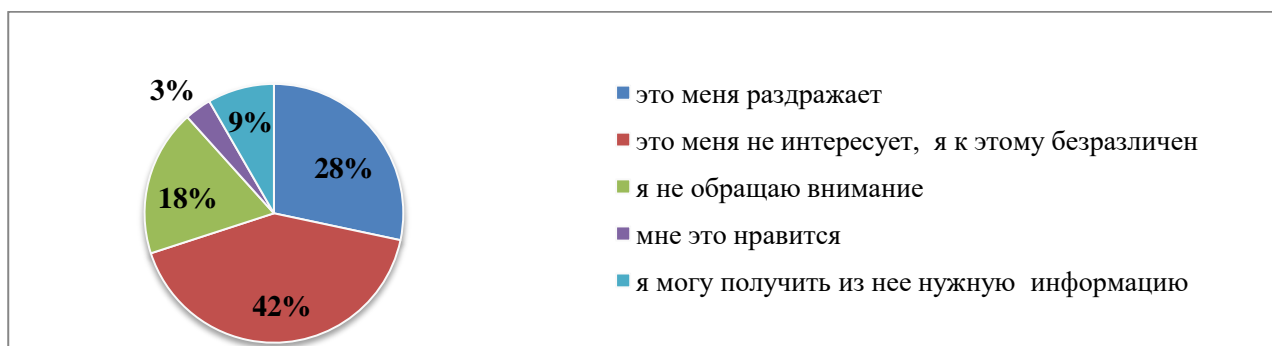 3%
9%
28%
18%
42%
это меня раздражает
это меня не интересует, я к этому безразличен
я не обращаю внимание
мне это нравится
я могу получить из нее нужную информацию